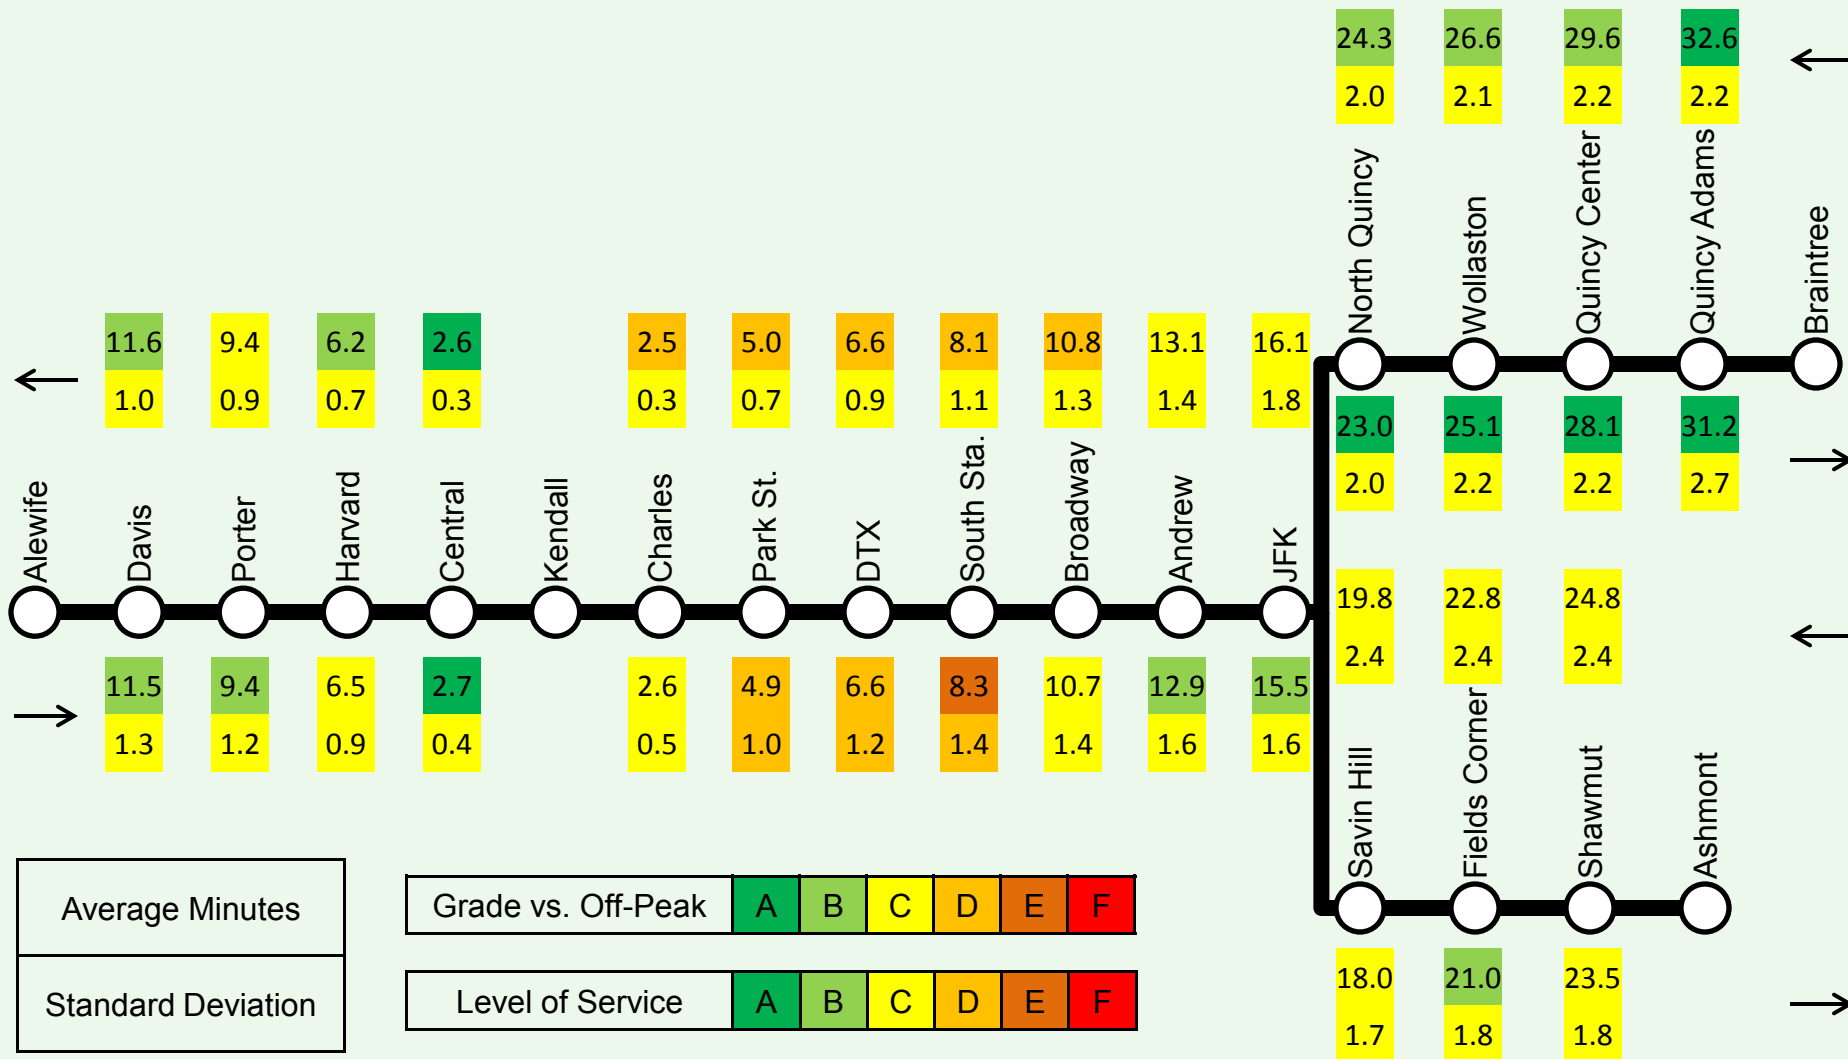 24.3 26.6 29.6 32.6
2.0 2.1 2.2 2.2
North Quincy
Wollaston
Quincy Center
Quincy Adams
Braintree
11.6 9.4 6.2 2.6 2.5 5.0 6.6 8.1 10.8 13.1 16.1
1.0 0.9 0.7 0.3 0.3 0.7 0.9 1.1 1.3 1.4 1.8
23.0 25.1 28.1 31.2
2.0 2.2 2.2 2.7
Alewife
Davis
Porter
Harvard
Central
Kendall
Charles
Park St.
DTX
South Sta.
Broadway
Andrew
JFK
19.8 22.8 24.8
2.4 2.4 2.4
11.5 9.4 6.5 2.7 2.6 4.9 6.6 8.3 10.7 12.9 15.5
1.3 1.2 0.9 0.4 0.5 1.0 1.2 1.4 1.4 1.6 1.6
Savin Hill
Fields Corner
Shawmut
Ashmont
18.0 21.0 23.5
1.7 1.8 1.8
Average Minutes
Standard Deviation
Grade vs. Off-Peak A B C D E F
Level of Service A B C D E F